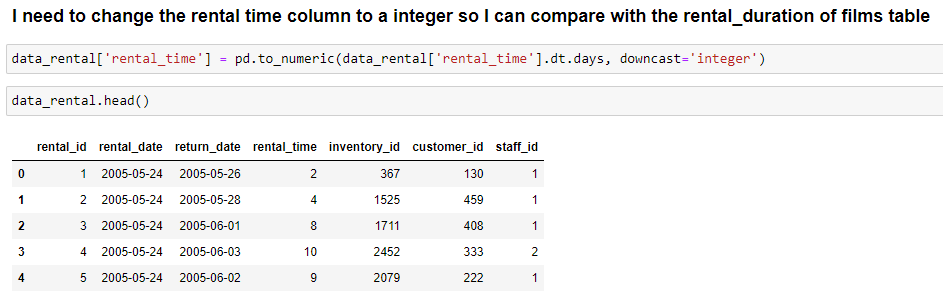 I need to change the rental time column to a integer so I can compare with the rental_duration of films table
data_rental['rental_time'] = pd.to_numeric(data_rental['rental_time'].dt.days, downcast='integer')
data_rental.head()
rental_id rental_date return_date rental_time inventory_id customer_id staff_id
0 1 2005-05-24 2005-05-26 2 367 130 1
1 2 2005-05-24 2005-05-28 4 1525 459 1
2 3 2005-05-24 2005-06-01 8 1711 408 1
3 4 2005-05-24 2005-06-03 10 2452 333 2
4 5 2005-05-24 2005-06-02 9 2079 222 1